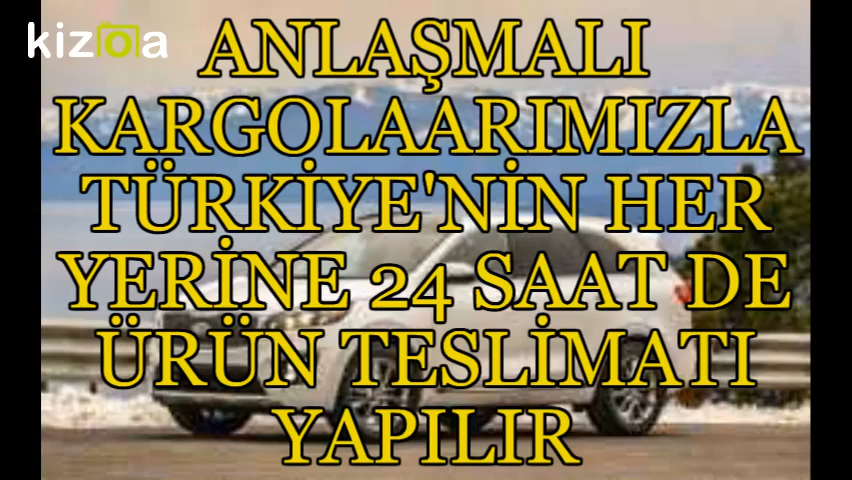 kizoa
ANLAŞMALI
KARGOLAARIMIZLA
TÜRKİYE'NİN HER
YERİNE 24 SAAT DE
ÜRÜN TESLİMATI
YAPILIR